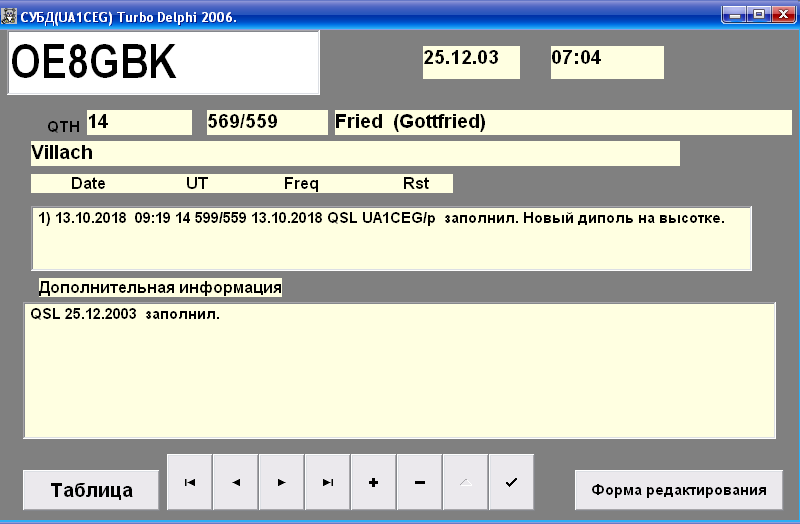 СУБД(UA1CEG) Turbo Delphi 2006.
OE8GBK
25.12.03 07:04
QTH 14 569/559 Fried (Gottfried)
Villach
Date UT Freq Rst
1) 13.10.2018 09:19 14 599/559 13.10.2018 QSL UA1CEG/p заполнил. Новый диполь на высотке.
Дополнительная информация
QSL 25.12.2003 заполнил.
Таблица Форма редактирования